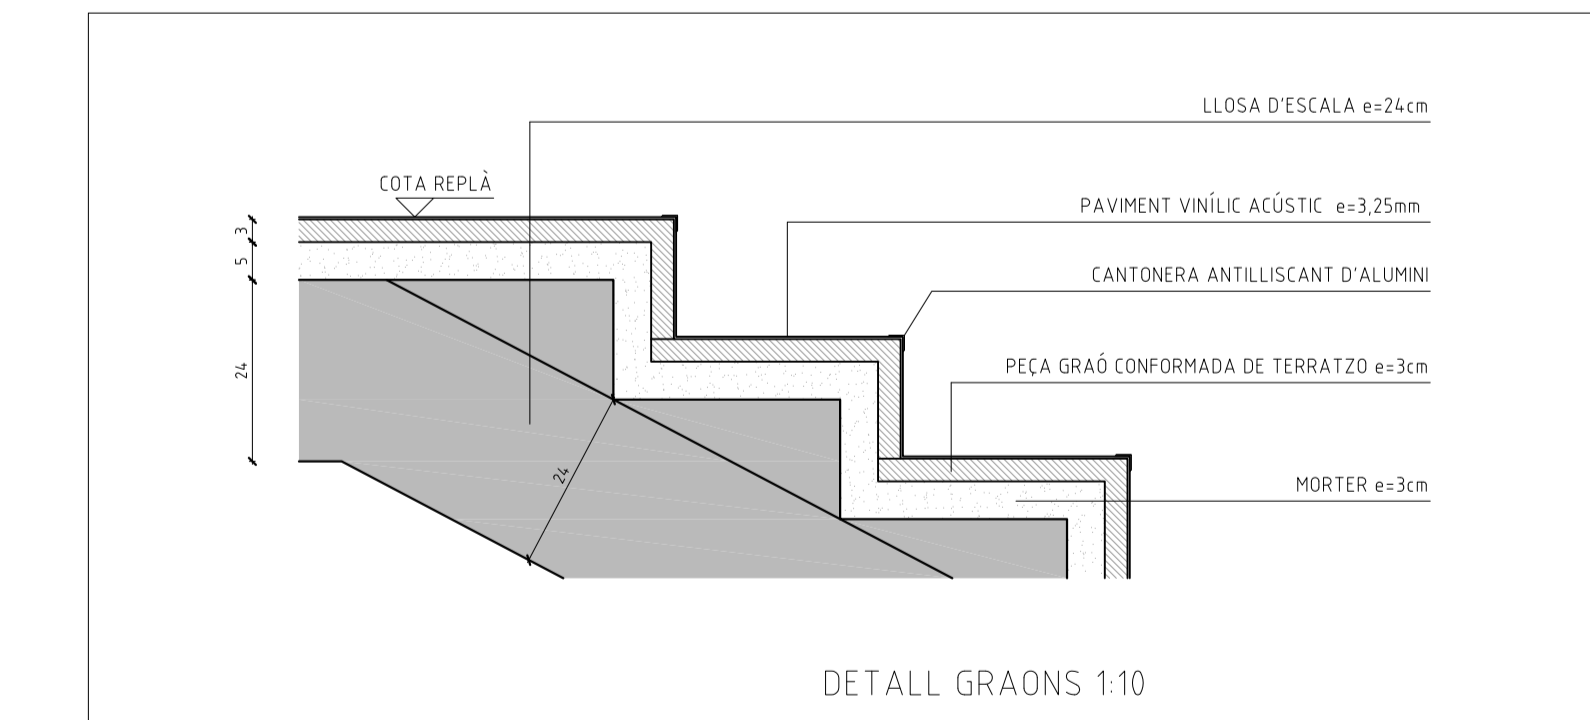 LLOSA D'ESCALA e=24cm
COTA REPLÀ
PAVIMENT VINÍLIC ACÚSTIC e=3,25mm
3
5
CANTONERA ANTILLISCANT D'ALUMINI
24
PEÇA GRAÓ CONFORMADA DE TERRATZO e=3cm
24
MORTER e=3cm
DETALL GRAONS 1:10